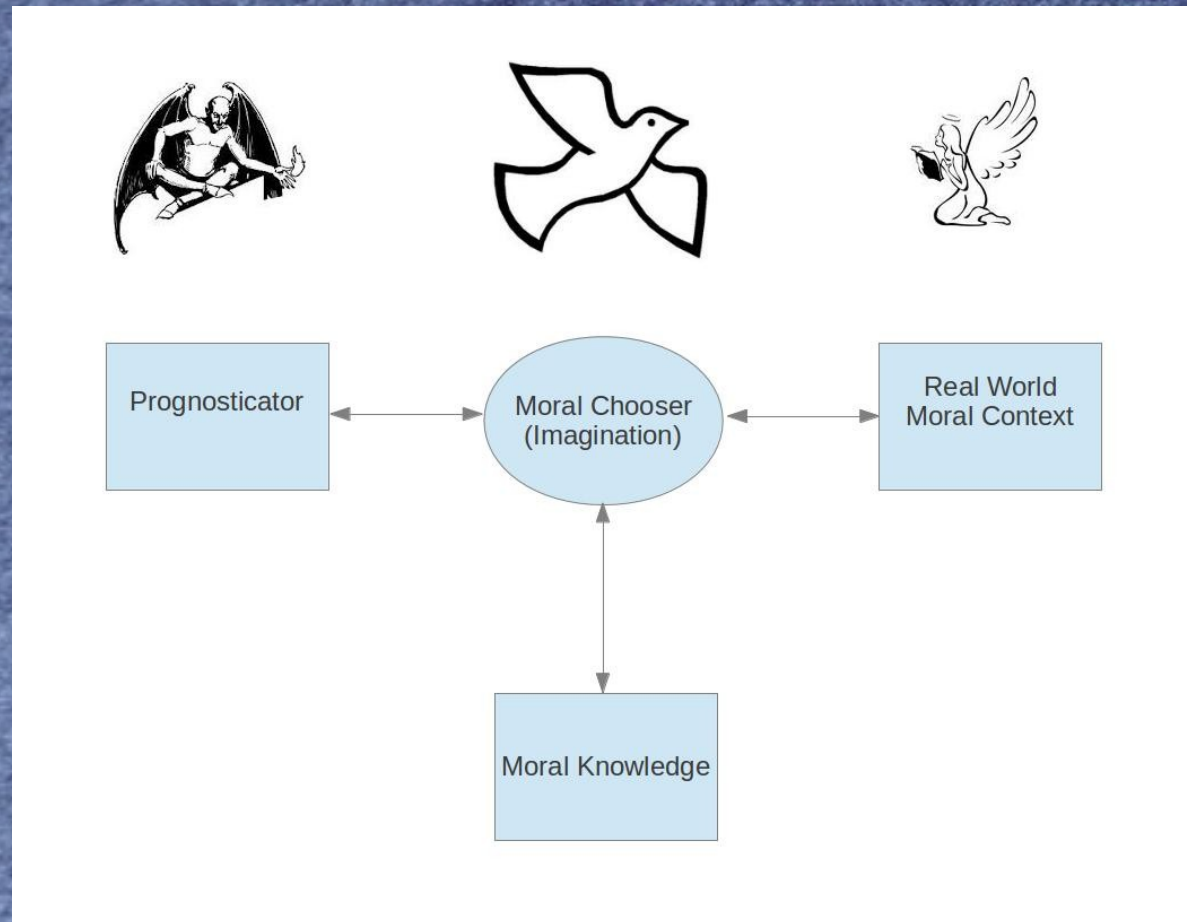 Prognosticator
Moral Chooser
(Imagination)
Real World
Moral Context
Moral Knowledge